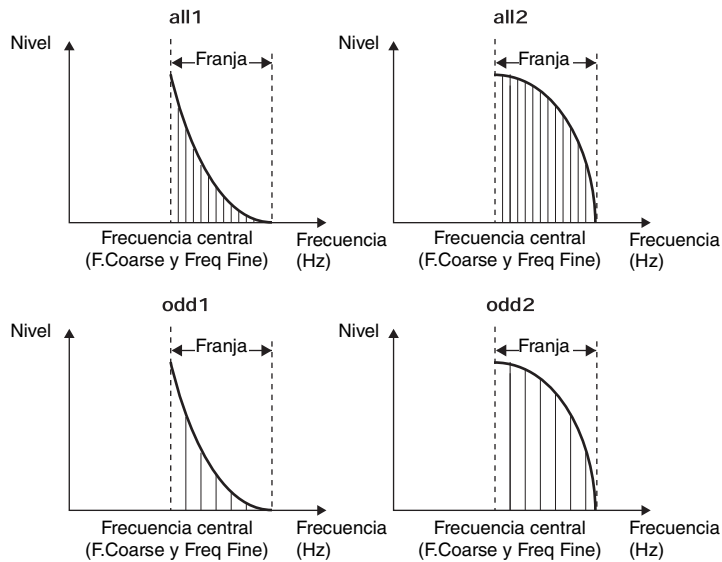 all1
Nivel
Franja
Frecuencia central
(F.Coarse y Freq Fine)
Frecuencia
(Hz)
all2
Nivel
Franja
Frecuencia central
(F.Coarse y Freq Fine)
Frecuencia
(Hz)
odd1
Nivel
Franja
Frecuencia central
(F.Coarse y Freq Fine)
Frecuencia
(Hz)
odd2
Nivel
Franja
Frecuencia central
(F.Coarse y Freq Fine)
Frecuencia
(Hz)